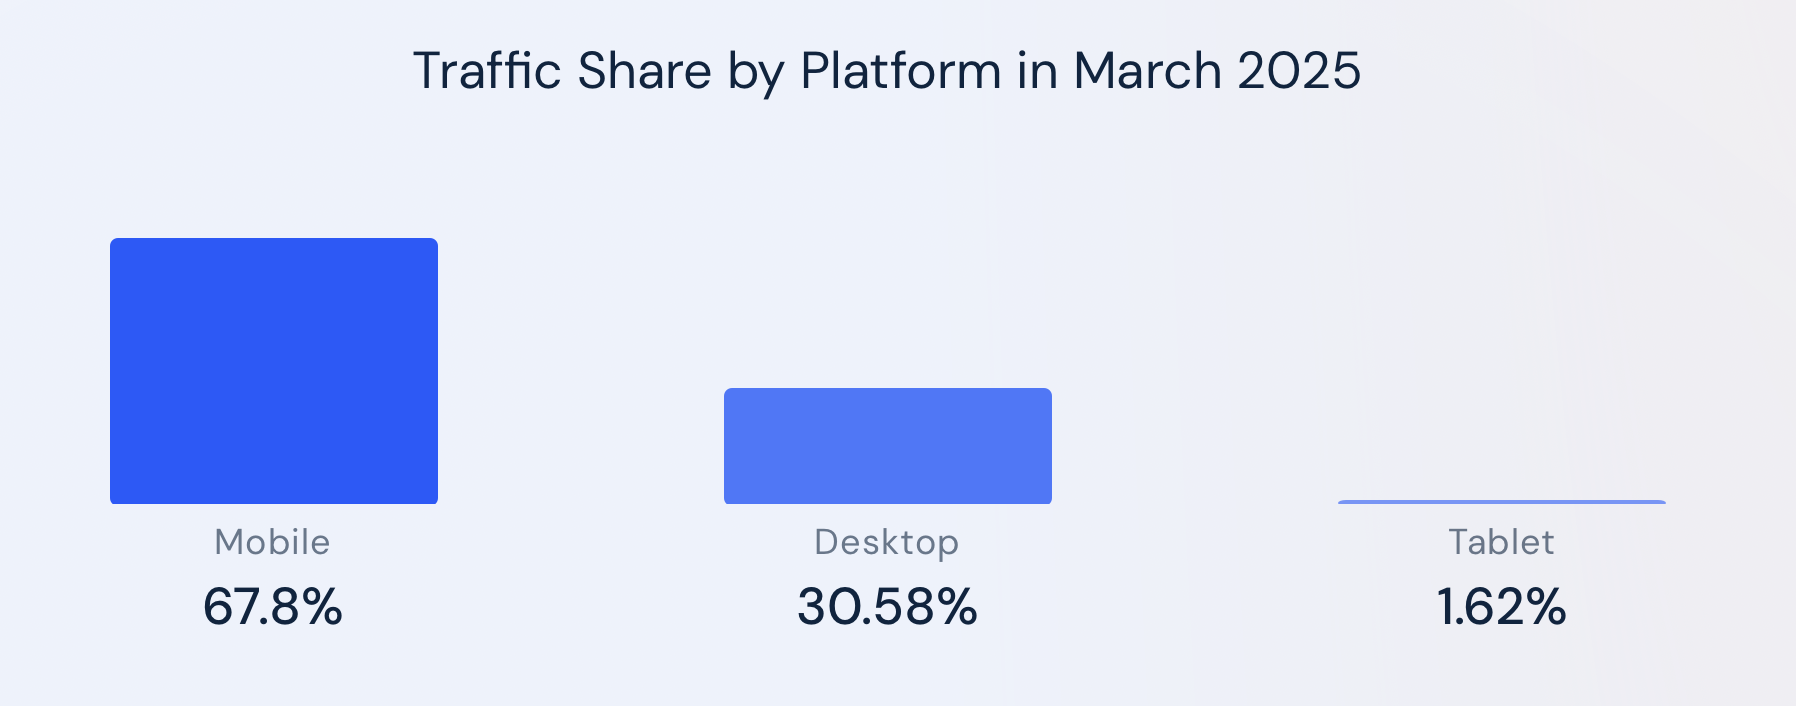 Traffic Share by Platform in March 2025
Mobile
67.8%
Desktop
30.58%
Tablet
1.62%